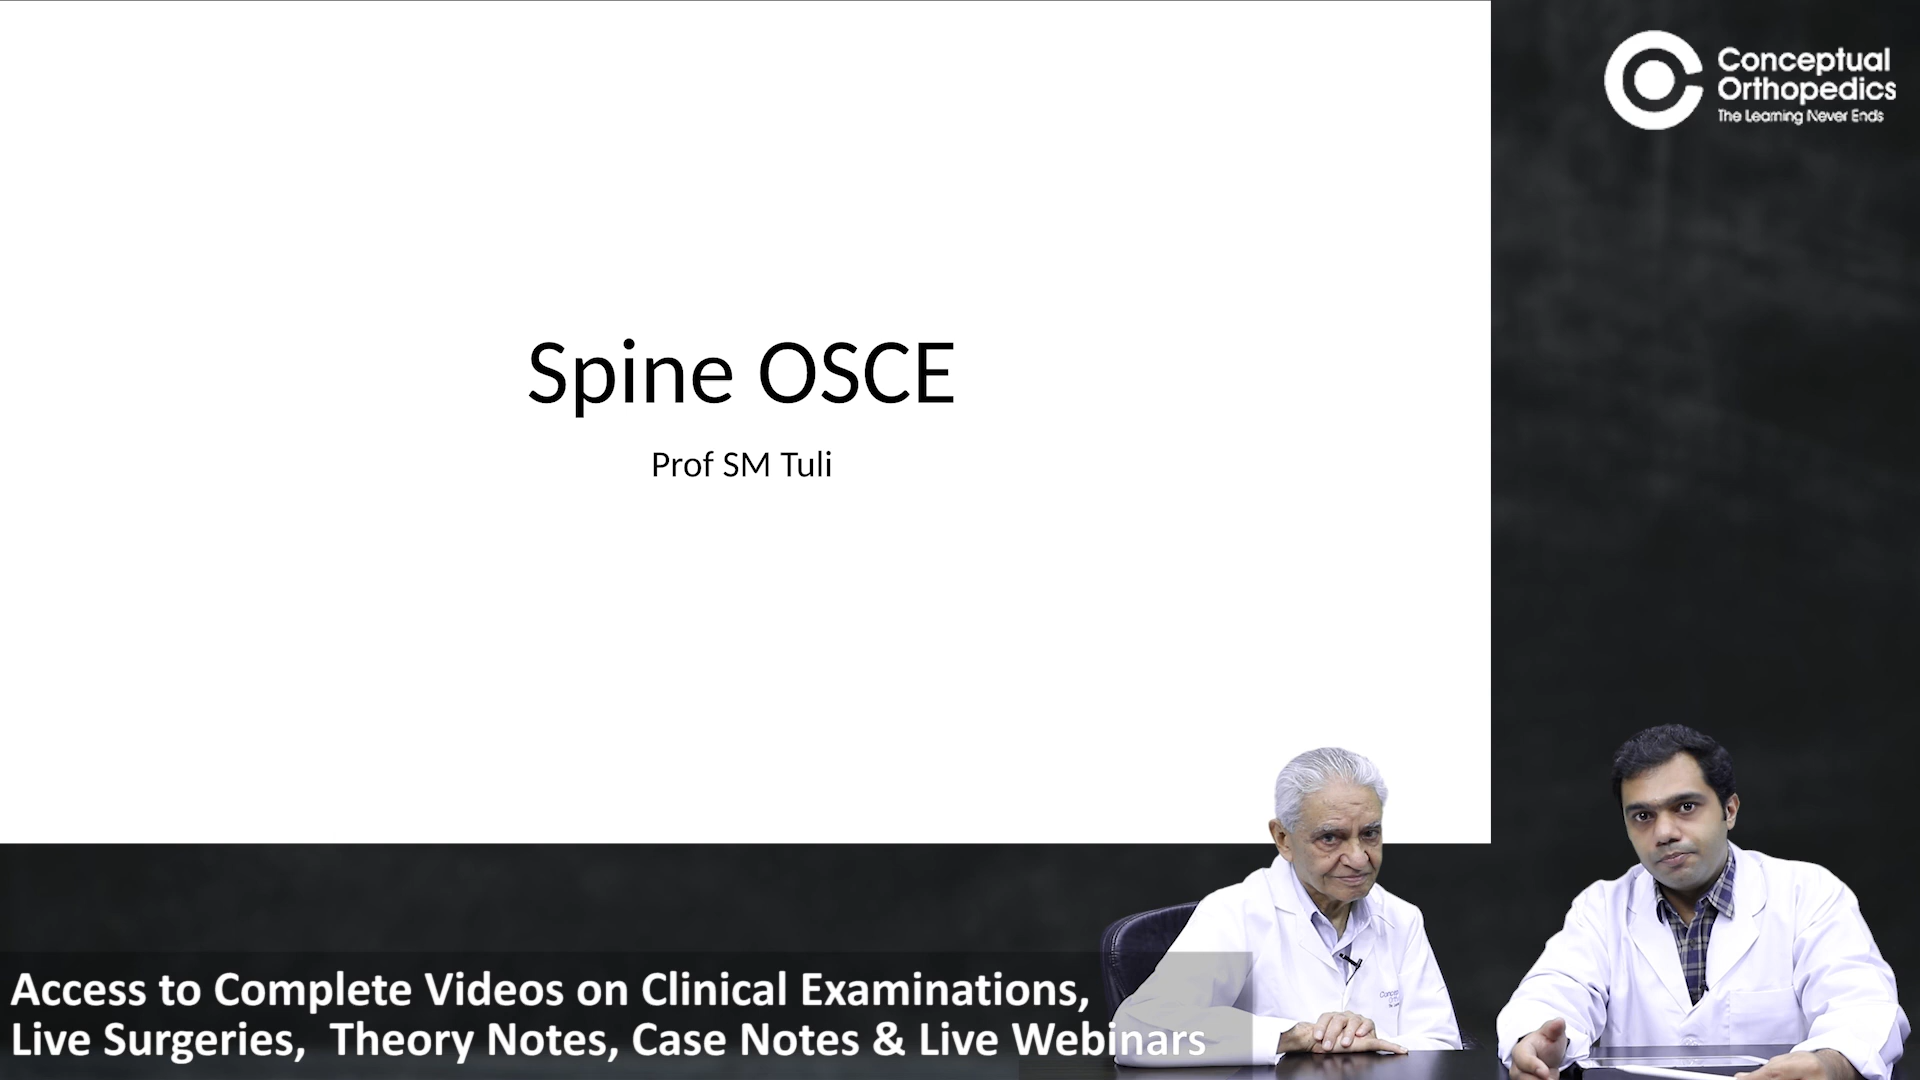 Spine OSCE
Prof SM Tuli
Conceptual
Orthopedics
The Learning Never Ends
Access to Complete Videos on Clinical Examinations,
Live Surgeries, Theory Notes, Case Notes & Live Webinars